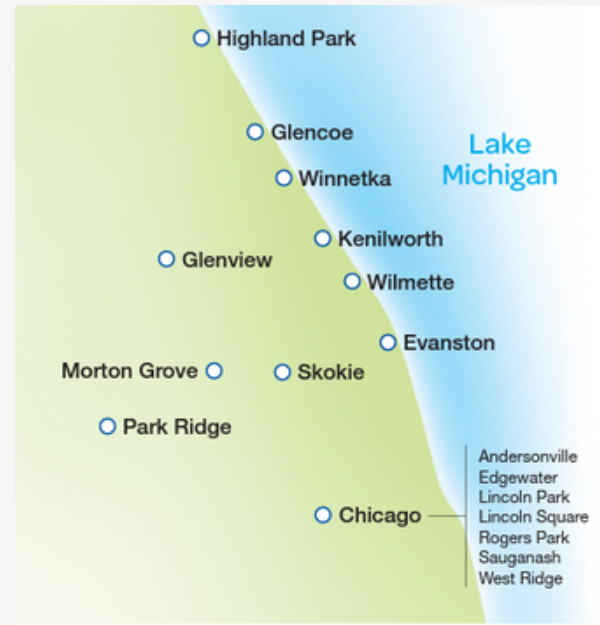 Highland Park
Glencoe
Lake
Michigan
Winnetka
Kenilworth
Glenview
Wilmette
Evanston
Morton Grove
Skokie
Park Ridge
Chicago
Andersonville
Edgewater
Lincoln Park
Lincoln Square
Rogers Park
Sauganash
West Ridge